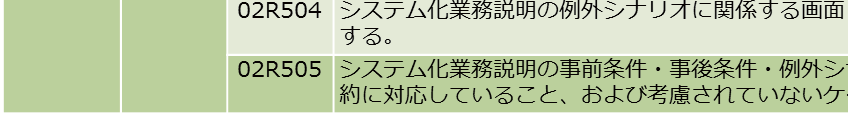 02R504 システム化業務説明の例外シナリオに関係する画面
する。
02R505 システム化業務説明の事前条件・事後条件・例外シ
約に対応していること、および考慮されていないケ